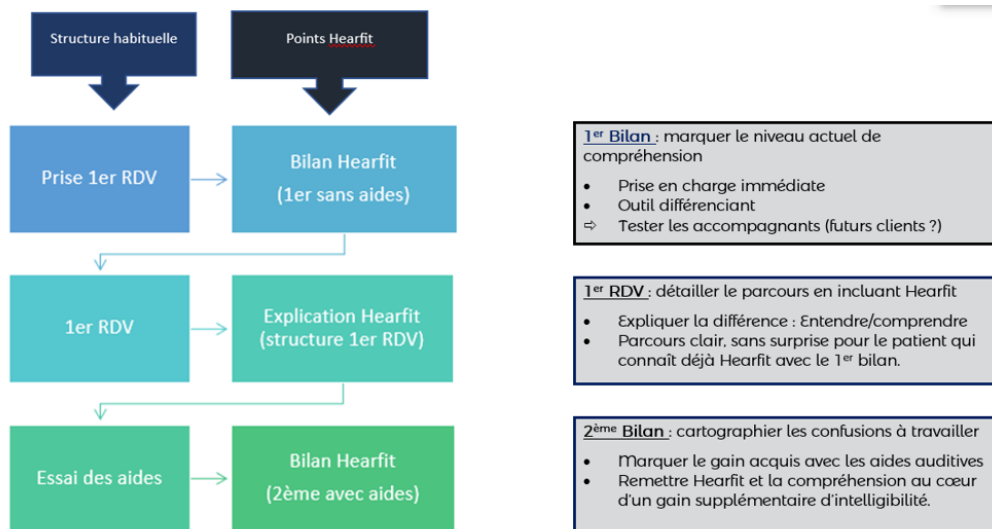 Structure habituelle
Points Hearfit
Prise 1er RDV
Bilan Hearfit
(1er sans aides)
1er RDV
Explication Hearfit
(structure 1er RDV)
Essai des aides
Bilan Hearfit
(2ème avec aides)
1er Bilan : marquer le niveau actuel de
compréhension
• Prise en charge immédiate
• Outil différenciant
⇨ Tester les accompagnants (futurs clients ?)
1er RDV : détailler le parcours en incluant Hearfit
• Expliquer la différence : Entendre/comprendre
• Parcours clair, sans surprise pour le patient qui
connaît déjà Hearfit avec le 1er bilan.
2ème Bilan : cartographier les confusions à travailler
• Marquer le gain acquis avec les aides auditives
• Remettre Hearfit et la compréhension au cœur
d'un gain supplémentaire d'intelligibilité.